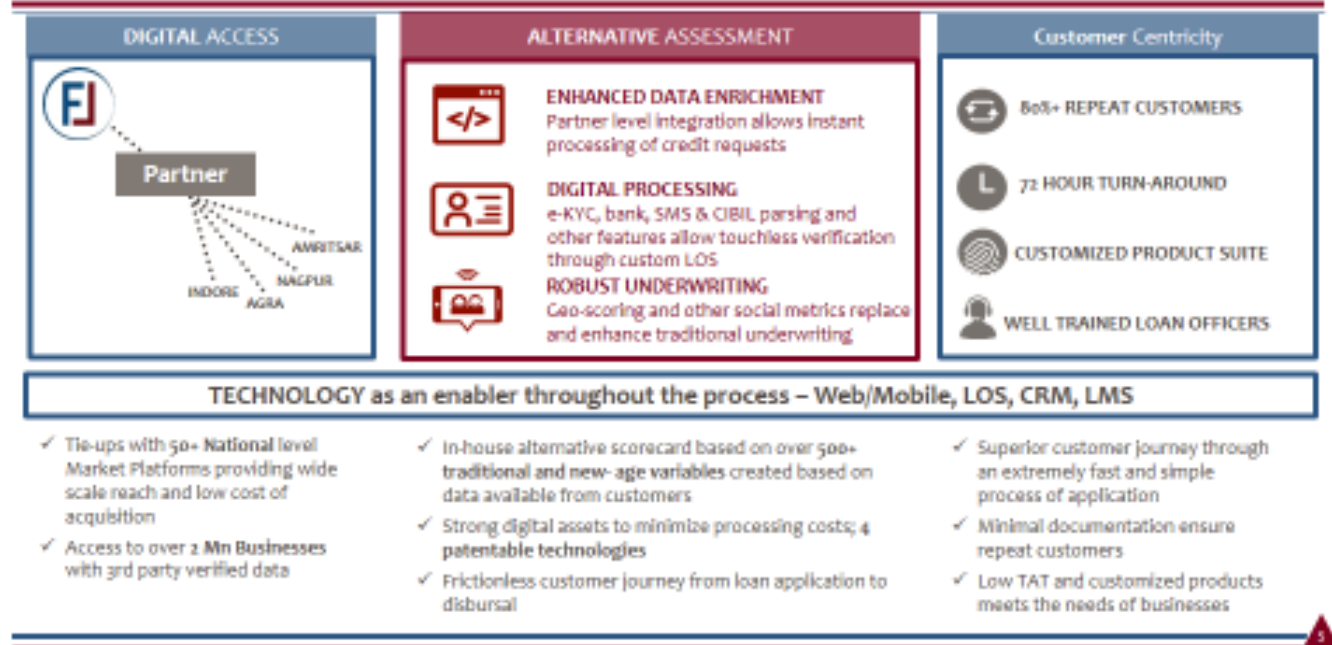 DIGITAL ACCESS
FJ
Partner
AMRITSAR
NAGPUR
INDORE
AGRA
ALTERNATIVE ASSESSMENT
</>
ENHANCED DATA ENRICHMENT
Partner level integration allows instant
processing of credit requests
DIGITAL PROCESSING
e-KYC, bank, SMS & CIBIL parsing and
other features allow touchless verification
through custom LOS
ROBUST UNDERWRITING
Geo-scoring and other social metrics replace
and enhance traditional underwriting
Customer Centricity
80%+ REPEAT CUSTOMERS
72 HOUR TURN-AROUND
CUSTOMIZED PRODUCT SUITE
WELL TRAINED LOAN OFFICERS
TECHNOLOGY as an enabler throughout the process – Web/Mobile, LOS, CRM, LMS
✓ Tie-ups with 50+ National level
Market Platforms providing wide
scale reach and low cost of
acquisition
✓ Access to over 2 Mn Businesses
with 3rd party verified data
✓ In-house alternative scorecard based on over 500+
traditional and new- age variables created based on
data available from customers
✓ Strong digital assets to minimize processing costs; 4
patentable technologies
✓ Frictionless customer journey from loan application to
disbursal
✓ Superior customer journey through
an extremely fast and simple
process of application
✓ Minimal documentation ensure
repeat customers
✓ Low TAT and customized products
meets the needs of businesses
5